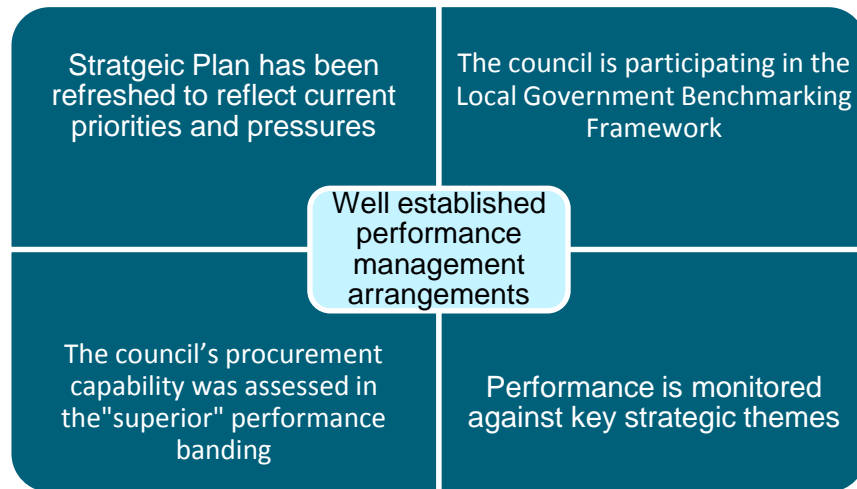 Stratgeic Plan has been
refreshed to reflect current
priorities and pressures
The council is participating in the
Local Government Benchmarking
Framework
Well established
performance
management
arrangements
The council’s procurement
capability was assessed in
the"superior" performance
banding
Performance is monitored
against key strategic themes